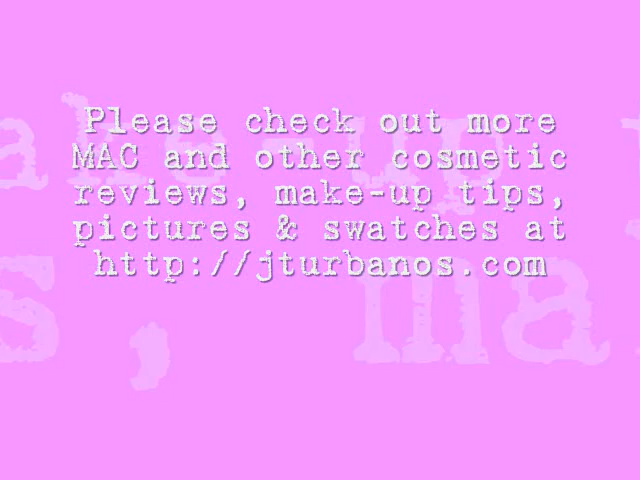 Please check out more
MAC and other cosmetic
reviews, make-up tips,
pictures & swatches at
http://jturbanos.com